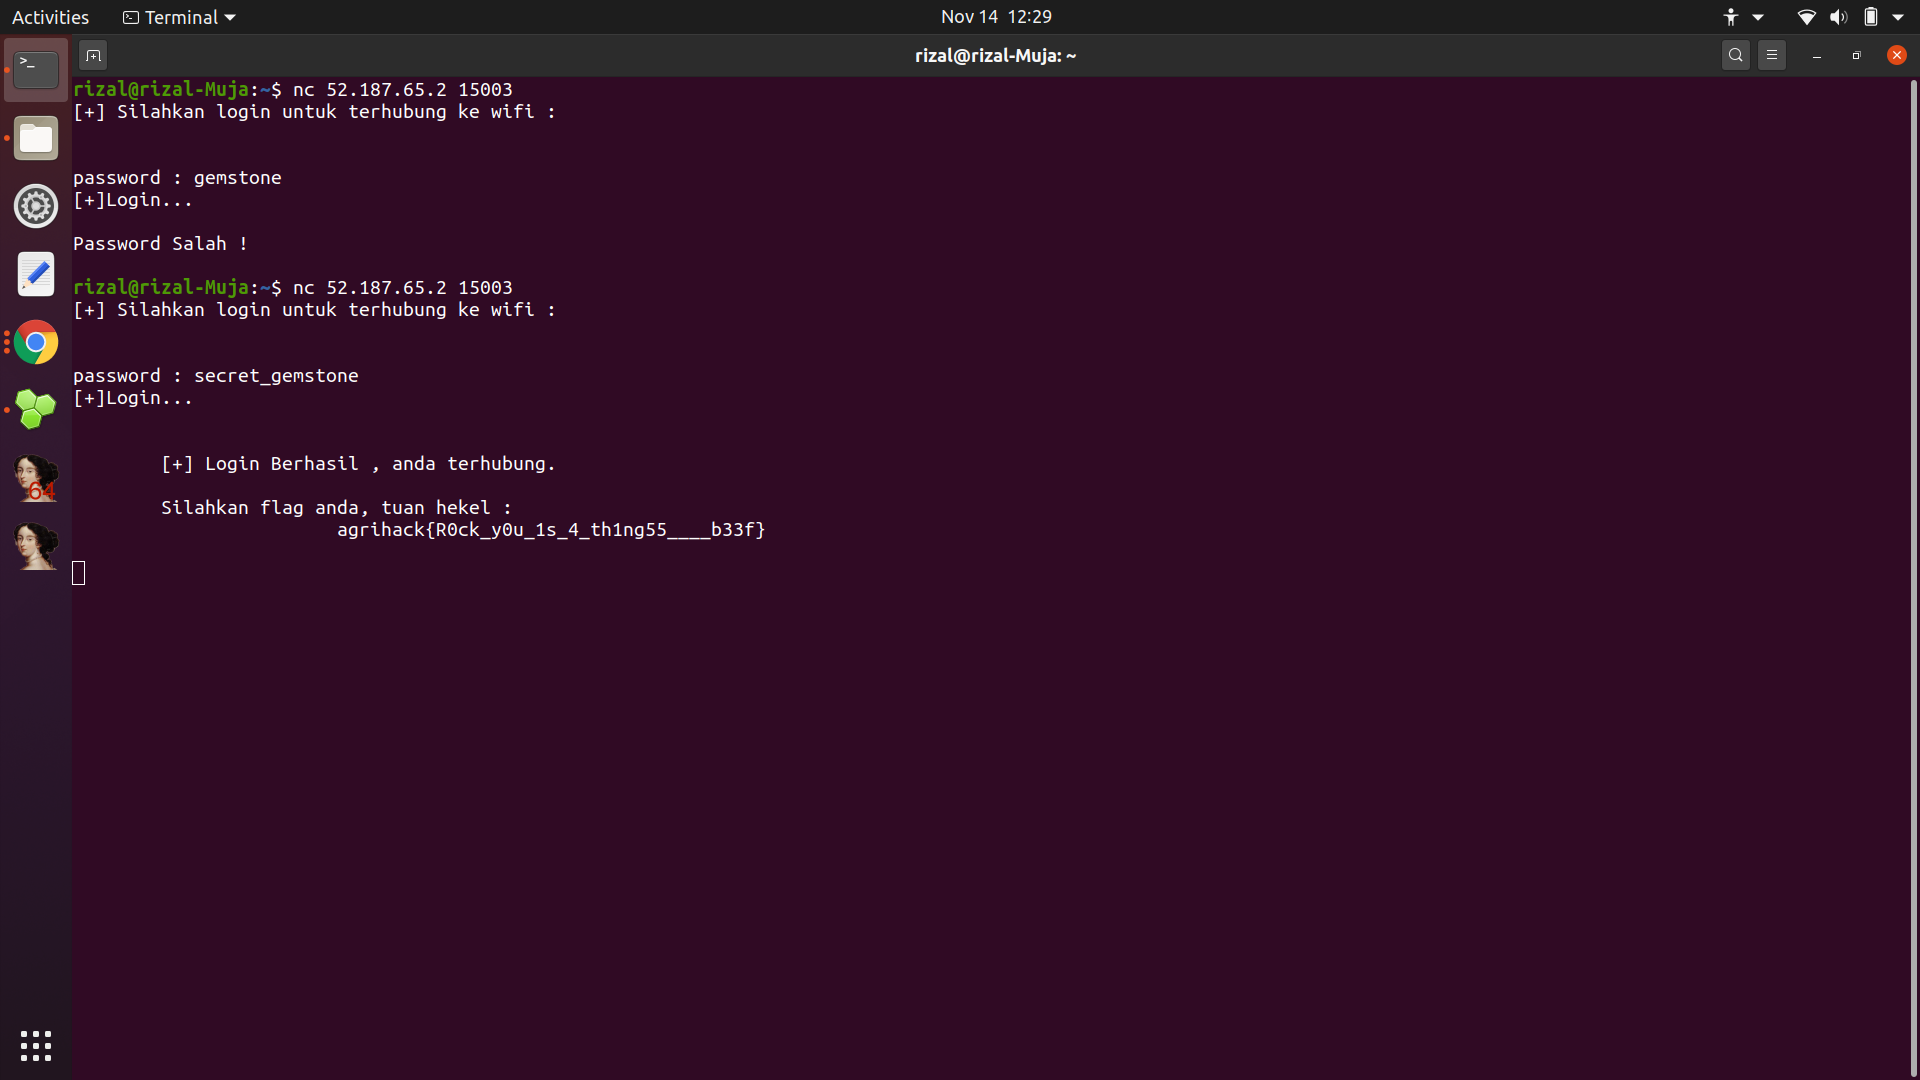 Activities
Terminal
Nov 14 12:29
rizal@rizal-Muja: ~
rizal@rizal-Muja:~$ nc 52.187.65.2 15003
[+] Silahkan login untuk terhubung ke wifi :
password : gemstone
[+]Login...
Password Salah !
rizal@rizal-Muja:~$ nc 52.187.65.2 15003
[+] Silahkan login untuk terhubung ke wifi :
password : secret_gemstone
[+]Login...
[+] Login Berhasil , anda terhubung.
Silahkan flag anda, tuan hekel :
agrihack{R0ck_y0u_1s_4_th1ng55____b33f}
>_
64